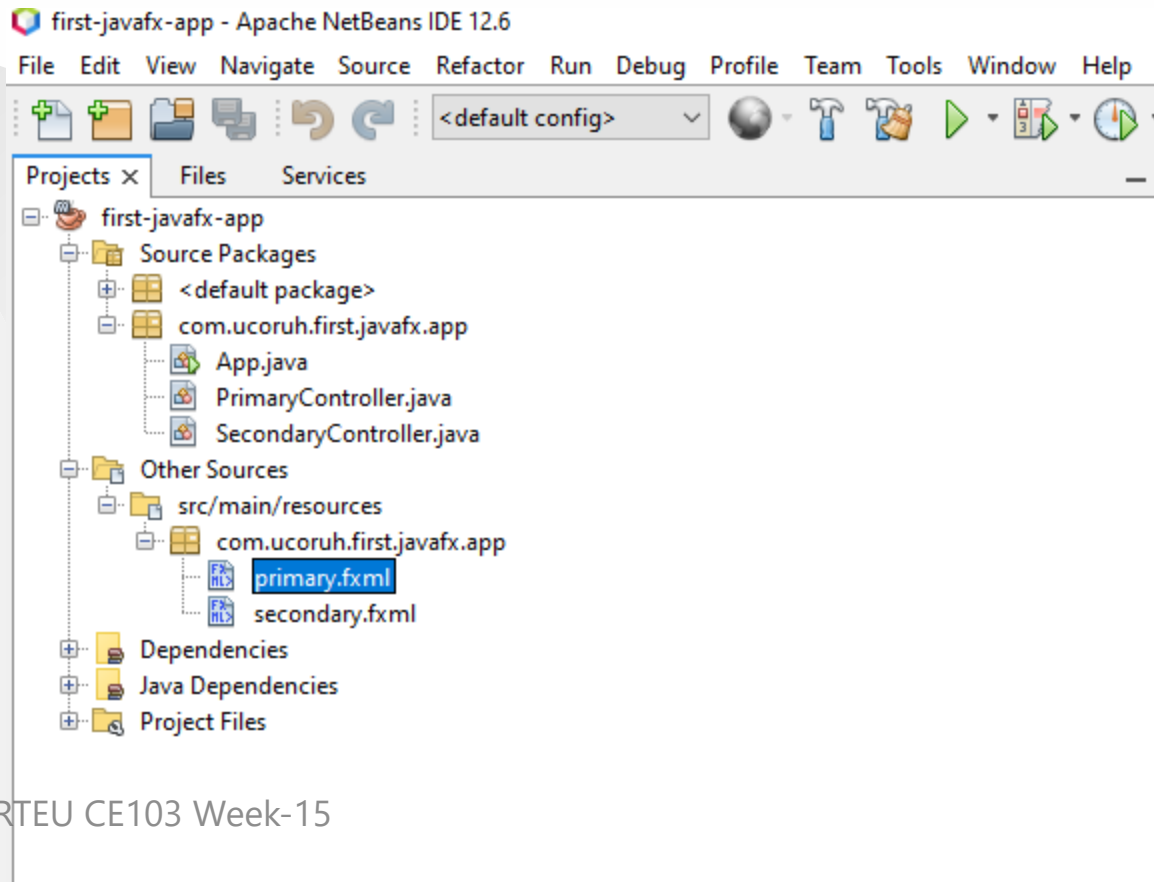 first-javafx-app - Apache NetBeans IDE 12.6
File Edit View Navigate Source Refactor Run Debug Profile Team Tools Window Help
<default config>
Projects Files Services
first-javafx-app
Source Packages
<default package>
com.ucoruh.first.javafx.app
App.java
PrimaryController.java
SecondaryController.java
Other Sources
src/main/resources
com.ucoruh.first.javafx.app
primary.fxml
secondary.fxml
Dependencies
Java Dependencies
Project Files
RTEU CE103 Week-15